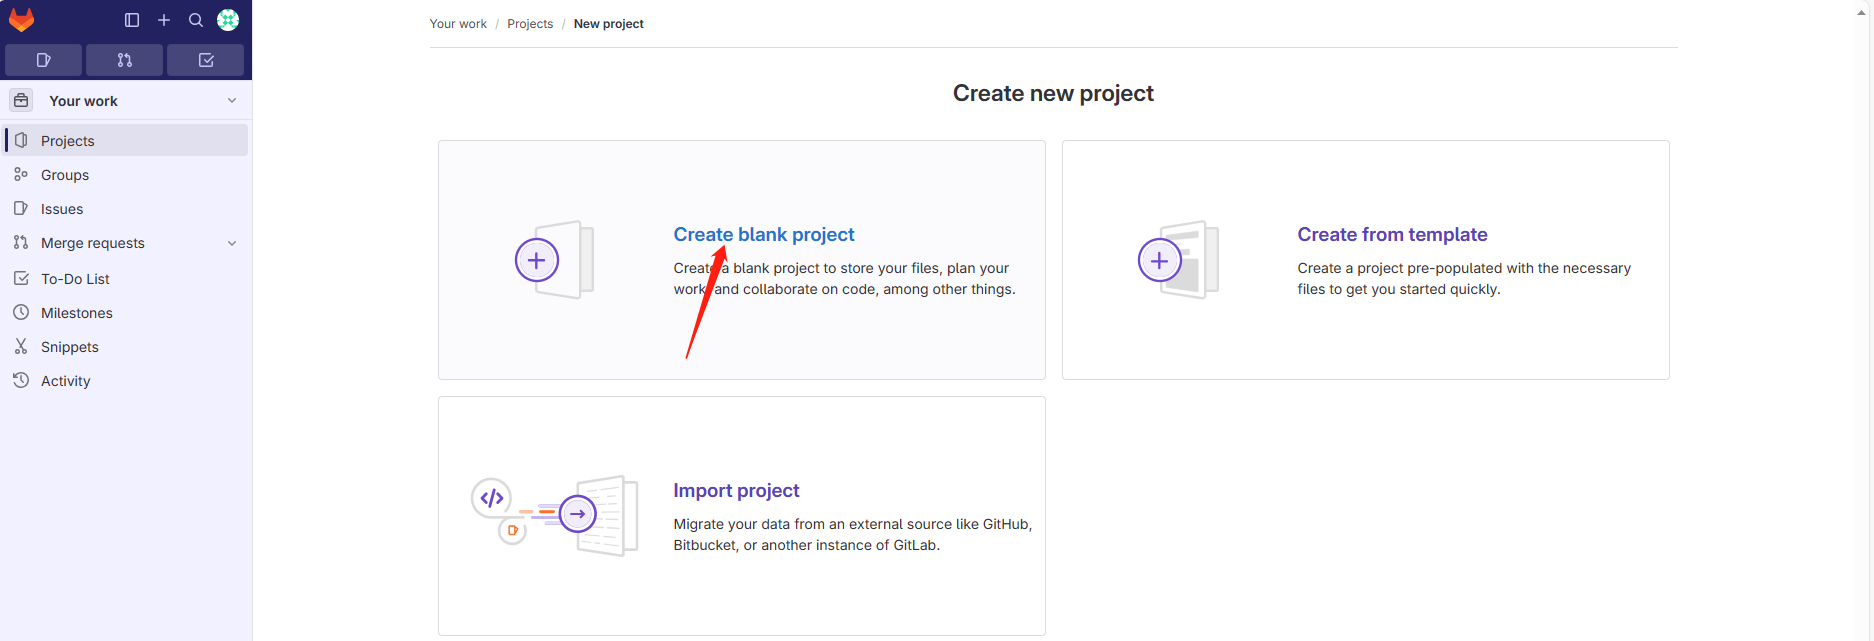 Your work / Projects / New project
Your work
Projects
Groups
Issues
Merge requests
To-Do List
Milestones
Snippets
Activity
Create new project
Create blank project
Create a blank project to store your files, plan your
work, and collaborate on code, among other things.
Create from template
Create a project pre-populated with the necessary
files to get you started quickly.
Import project
Migrate your data from an external source like GitHub,
Bitbucket, or another instance of GitLab.